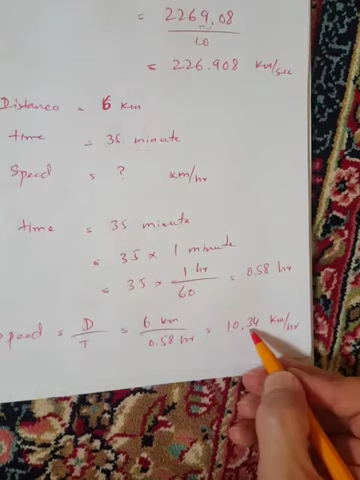 = 2269.08
10
= 226.908 km/sec
Distance = 6 km
time = 35 minute
Speed = ? km/hr
time = 35 minute
= 35 × 1 minute
= 35 × 1 hr / 60 = 0.58 hr
Speed = D / T = 6 km / 0.58 hr = 10.34 km/hr